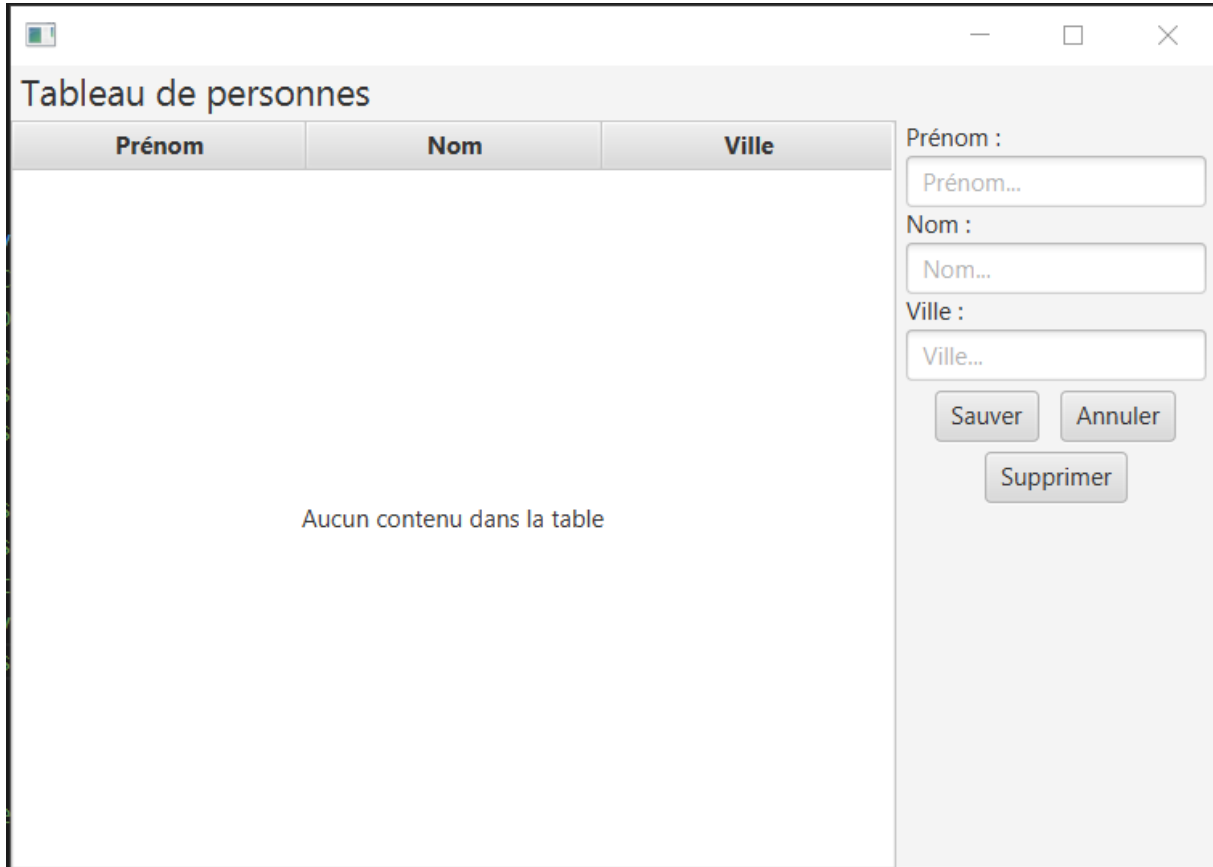 Tableau de personnes
Prénom Nom Ville
Prénom :
Prénom...
Nom :
Nom...
Ville :
Ville...
Sauver Annuler
Supprimer
Aucun contenu dans la table